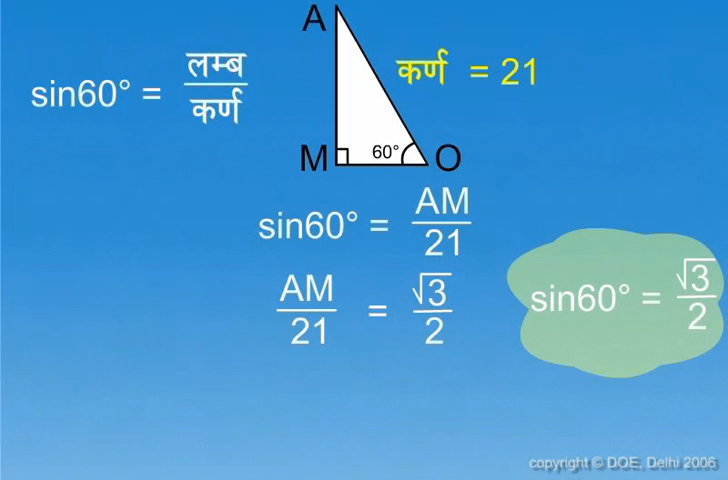 A
sin60° = लम्ब/कर्ण
कर्ण = 21
M 60° O
sin60° = AM/21
AM/21 = √3/2
sin60° = √3/2
copyright © DOE, Delhi 2006